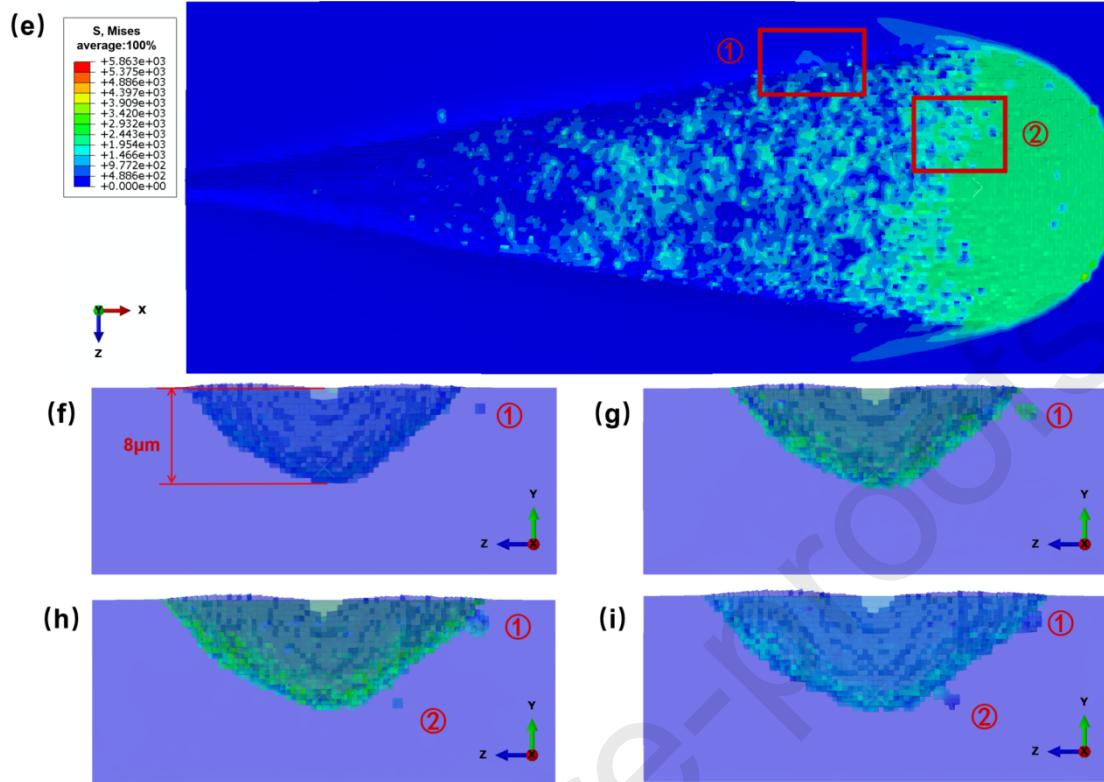 (e)
S, Mises
average:100%
+5.863e+03
+5.375e+03
+4.886e+03
+4.397e+03
+3.909e+03
+3.420e+03
+2.932e+03
+2.443e+03
+1.954e+03
+1.466e+03
+9.772e+02
+4.886e+02
+0.000e+00
①
②
Y
X
Z
(f)
8μm
①
Y
Z
X
(g)
①
Y
Z
X
(h)
①
②
Y
Z
X
(i)
①
②
Y
Z
X
re-proofs